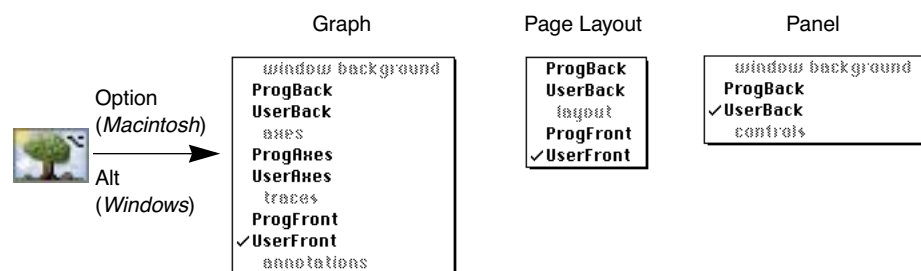 Graph
Page Layout
Panel
Option
(Macintosh)
Alt
(Windows)
window background
ProgBack
UserBack
axes
ProgAxes
UserAxes
traces
ProgFront
✓UserFront
annotations
ProgBack
UserBack
layout
ProgFront
✓UserFront
window background
ProgBack
✓UserBack
controls